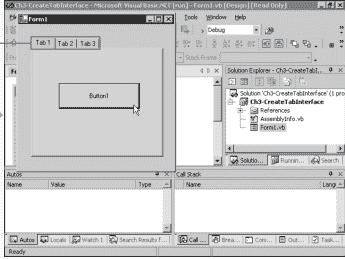 Ch3-CreateTabInterface - Microsoft Visual Basic .NET [run] - Form1.vb [Design] [Read Only]
Form1
Tools Window Help
Debug
Tab 1 Tab 2 Tab 3
Stack Frame
Button1
Solution Explorer - Ch3-CreateTabI...
Solution 'Ch3-CreateTabInterface' (1 pro
Ch3-CreateTabInterface
References
AssemblyInfo.vb
Form1.vb
Solutio... Runnin... Search
Autos
Name Value Type
Call Stack
Name Lang
Autos Locals Watch 1 Search Results f...
Call ... Brea... Com... Out... Task...
Ready